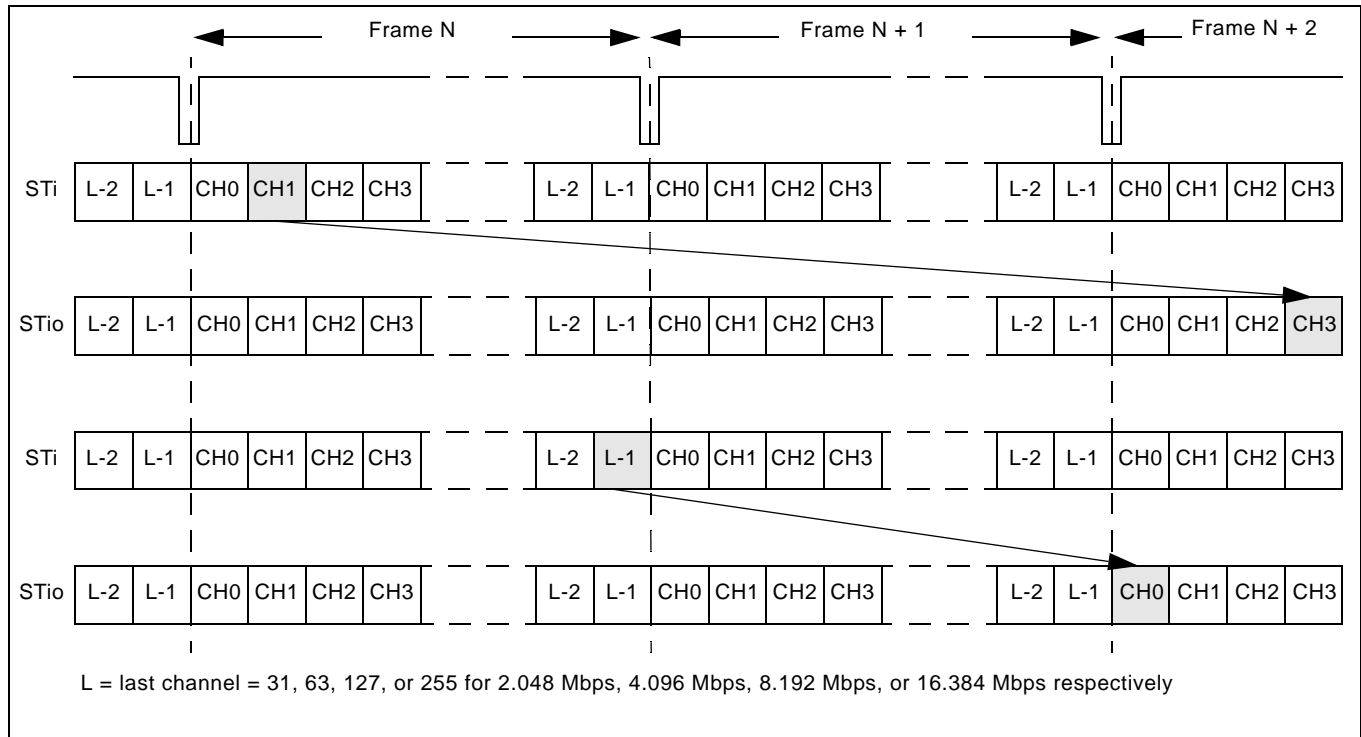 Frame N Frame N + 1 Frame N + 2
STi L-2 L-1 CH0 CH1 CH2 CH3 L-2 L-1 CH0 CH1 CH2 CH3 L-2 L-1 CH0 CH1 CH2 CH3
STio L-2 L-1 CH0 CH1 CH2 CH3 L-2 L-1 CH0 CH1 CH2 CH3 L-2 L-1 CH0 CH1 CH2 CH3
STi L-2 L-1 CH0 CH1 CH2 CH3 L-2 L-1 CH0 CH1 CH2 CH3 L-2 L-1 CH0 CH1 CH2 CH3
STio L-2 L-1 CH0 CH1 CH2 CH3 L-2 L-1 CH0 CH1 CH2 CH3 L-2 L-1 CH0 CH1 CH2 CH3
L = last channel = 31, 63, 127, or 255 for 2.048 Mbps, 4.096 Mbps, 8.192 Mbps, or 16.384 Mbps respectively